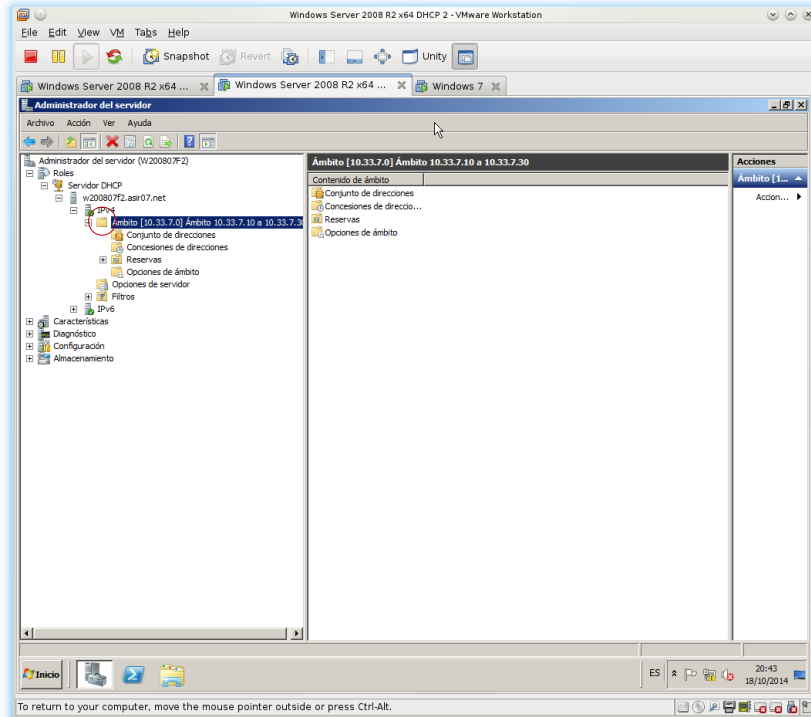 Windows Server 2008 R2 x64 DHCP 2 - VMware Workstation
File Edit View VM Tabs Help
Snapshot Revert Unity
Windows Server 2008 R2 x64 ... Windows Server 2008 R2 x64 ... Windows 7
Administrador del servidor
Archivo Acción Ver Ayuda
Administrador del servidor (W200807F2)
Roles
Servidor DHCP
w200807f2.asir07.net
IPv4
Ámbito [10.33.7.0] Ámbito 10.33.7.10 a 10.33.7.30
Conjunto de direcciones
Concesiones de direcciones
Reservas
Opciones de ámbito
Opciones de servidor
Filtros
IPv6
Características
Diagnóstico
Configuración
Almacenamiento
Ámbito [10.33.7.0] Ámbito 10.33.7.10 a 10.33.7.30
Contenido de ámbito
Conjunto de direcciones
Concesiones de direccio...
Reservas
Opciones de ámbito
Acciones
Ámbito [1...
Accion...
Inicio
ES
20:43
18/10/2014
To return to your computer, move the mouse pointer outside or press Ctrl-Alt.